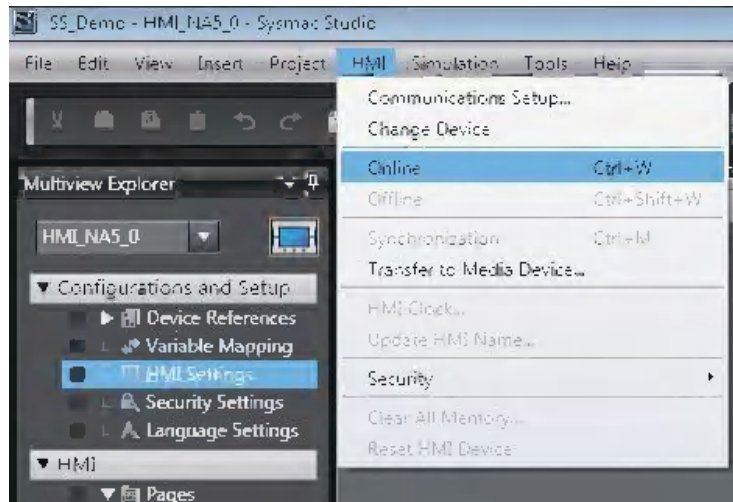 SS_Demo - HMI_NA5_0 - Sysmac Studio
File Edit View Insert Project HMI Simulation Tools Help
Communications Setup...
Change Device
Online Ctrl+W
Offline Ctrl+Shift+W
Synchronization Ctrl+M
Transfer to Media Device...
HMI Clock...
Update HMI Name...
Security
Clear All Memory...
Reset HMI Device
Multiview Explorer
HMI_NA5_0
Configurations and Setup
Device References
Variable Mapping
HMI Settings
Security Settings
Language Settings
HMI
Pages